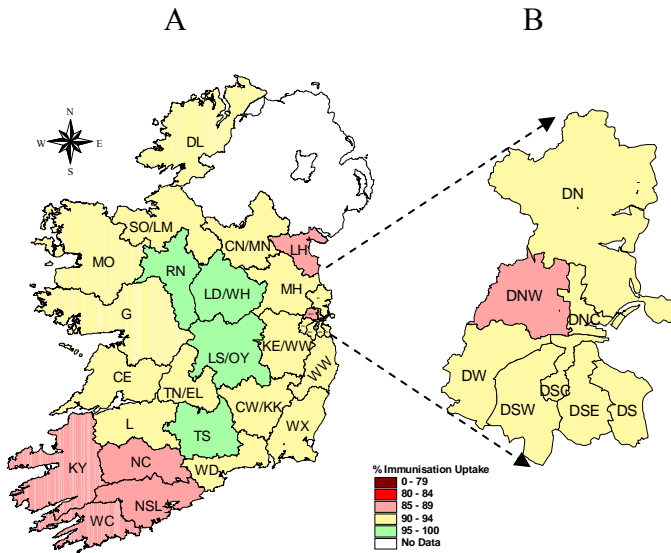 A
B
N
W E
S
DL
SO/LM
CN/MN
LH
MO
RN
LD/WH
MH
G
LS/OY
KE/WW
WW
CE
TN/EL
CW/KK
L
TS
WX
KY
NC
WD
NSL
WC
DN
DNW
DNC
DW
DSC
DSW
DSE
DS
% Immunisation Uptake
0 - 79
80 - 84
85 - 89
90 - 94
95 - 100
No Data